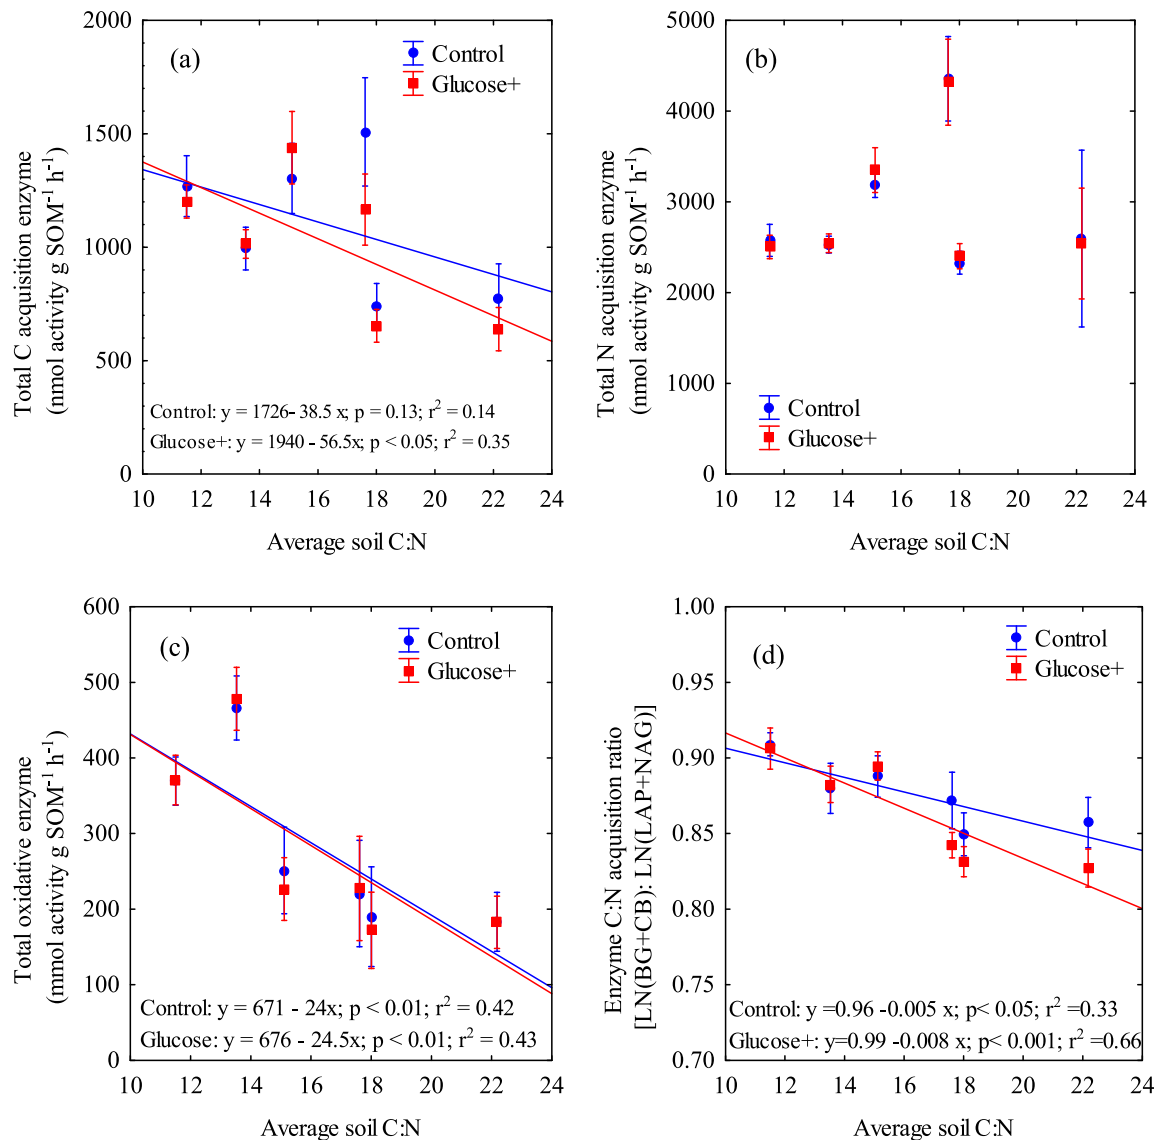 (a)
Control
Glucose+
Total C acquisition enzyme
(nmol activity g SOM⁻¹ h⁻¹)
2000
1500
1000
500
0
Control: y = 1726- 38.5 x; p = 0.13; r² = 0.14
Glucose+: y = 1940 - 56.5x; p < 0.05; r² = 0.35
10 12 14 16 18 20 22 24
Average soil C:N
(b)
Total N acquisition enzyme
(nmol activity g SOM⁻¹ h⁻¹)
5000
4000
3000
2000
1000
0
Control
Glucose+
10 12 14 16 18 20 22 24
Average soil C:N
(c)
Control
Glucose+
Total oxidative enzyme
(mmol activity g SOM⁻¹ h⁻¹)
600
500
400
300
200
100
0
Control: y = 671 - 24x; p < 0.01; r² = 0.42
Glucose: y = 676 - 24.5x; p < 0.01; r² = 0.43
10 12 14 16 18 20 22 24
Average soil C:N
(d)
Control
Glucose+
Enzyme C:N acquisition ratio
[LN(BG+CB): LN(LAP+NAG)]
1.00
0.95
0.90
0.85
0.80
0.75
0.70
Control: y =0.96 -0.005 x; p< 0.05; r² =0.33
Glucose+: y=0.99 -0.008 x; p< 0.001; r² =0.66
10 12 14 16 18 20 22 24
Average soil C:N